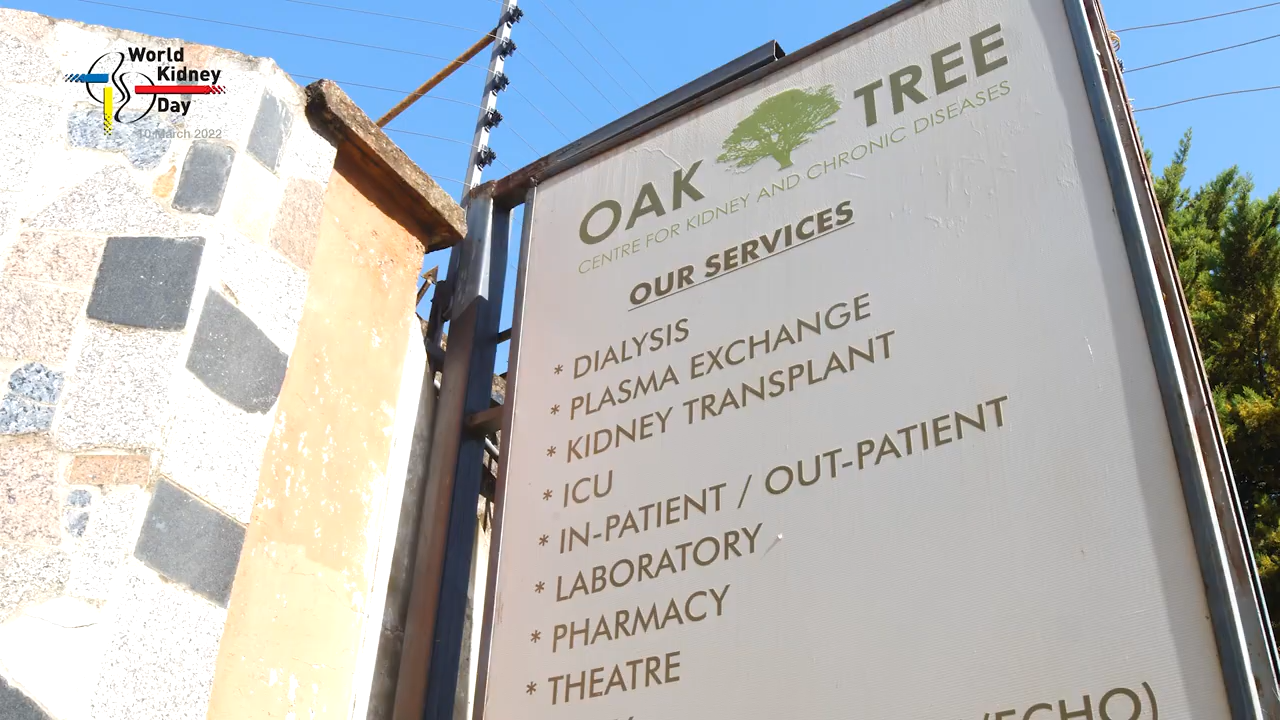 World
Kidney
Day
10 March 2022
OAK TREE
CENTRE FOR KIDNEY AND CHRONIC DISEASES
OUR SERVICES
* DIALYSIS
* PLASMA EXCHANGE
* KIDNEY TRANSPLANT
* ICU
* IN-PATIENT / OUT-PATIENT
* LABORATORY
* PHARMACY
* THEATRE
(ECHO)